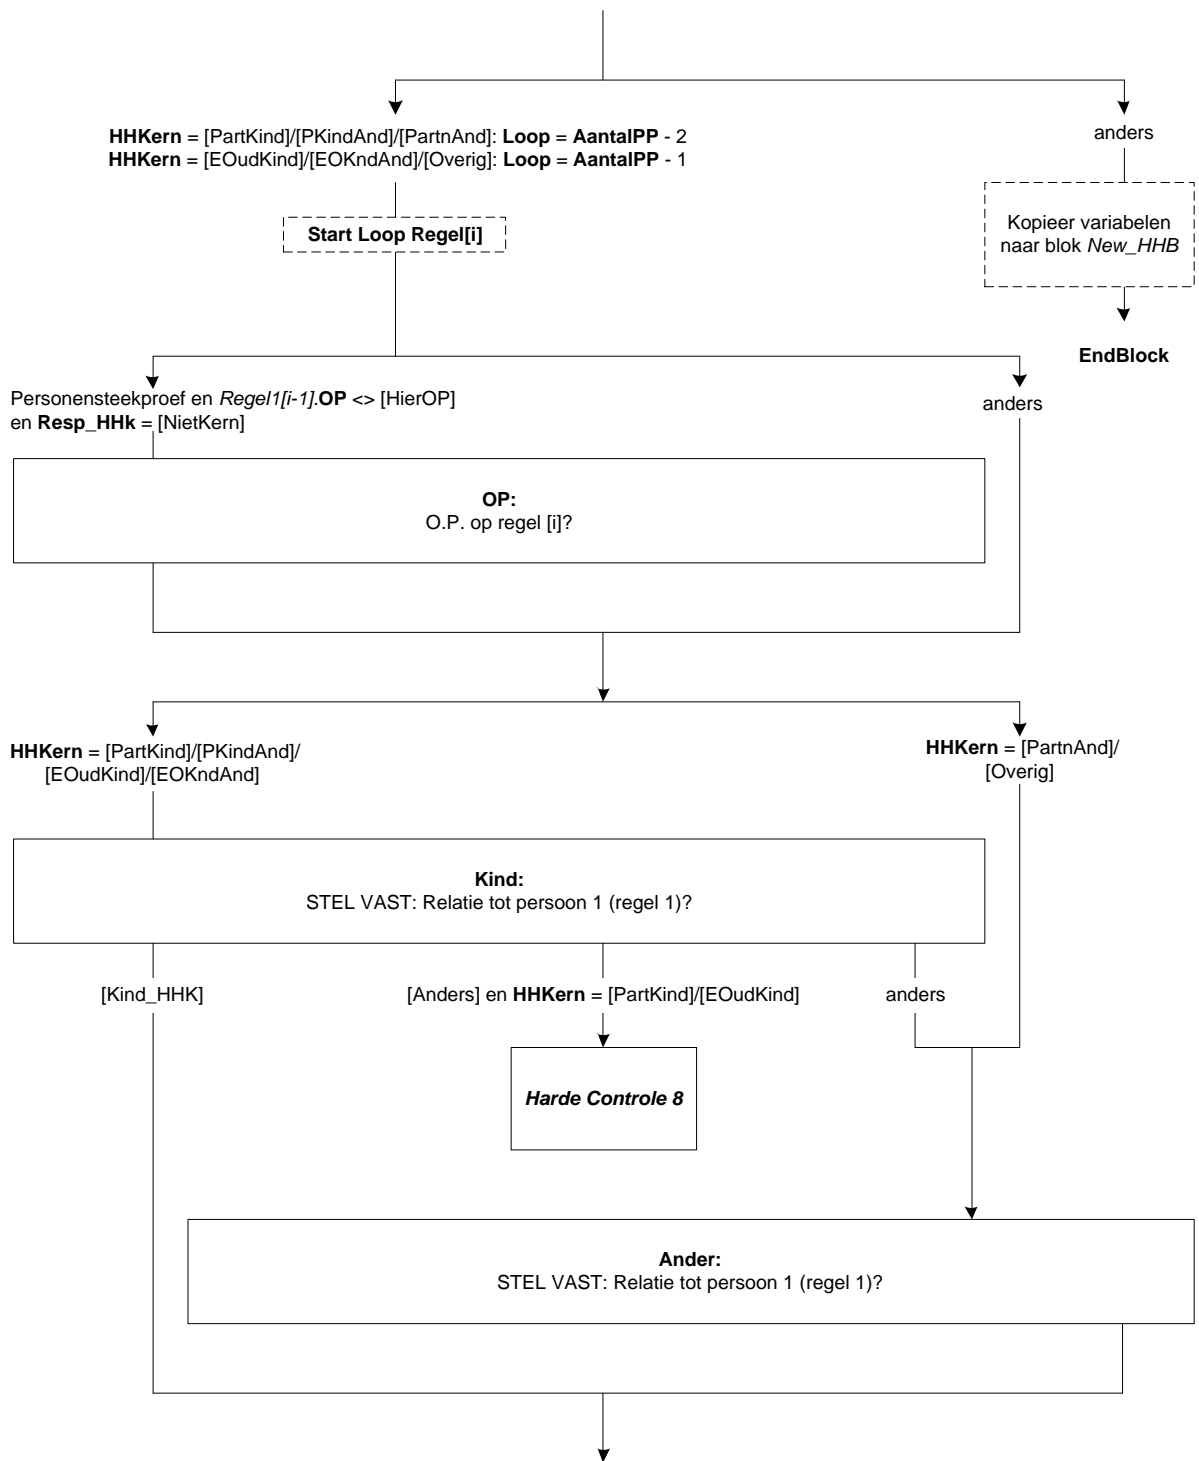 HHKern = [PartKind]/[PKindAnd]/[PartnAnd]: Loop = AantalPP - 2
HHKern = [EOudKind]/[EOKndAnd]/[Overig]: Loop = AantalPP - 1
anders
Start Loop Regel[i]
Kopieer variabelen
naar blok New_HHB
EndBlock
Personensteekproef en Regel1[i-1].OP <> [HierOP]
en Resp_HHk = [NietKern]
anders
OP:
O.P. op regel [i]?
HHKern = [PartKind]/[PKindAnd]/
[EOudKind]/[EOKndAnd]
HHKern = [PartnAnd]/
[Overig]
Kind:
STEL VAST: Relatie tot persoon 1 (regel 1)?
[Kind_HHK]
[Anders] en HHKern = [PartKind]/[EOudKind]
anders
Harde Controle 8
Ander:
STEL VAST: Relatie tot persoon 1 (regel 1)?